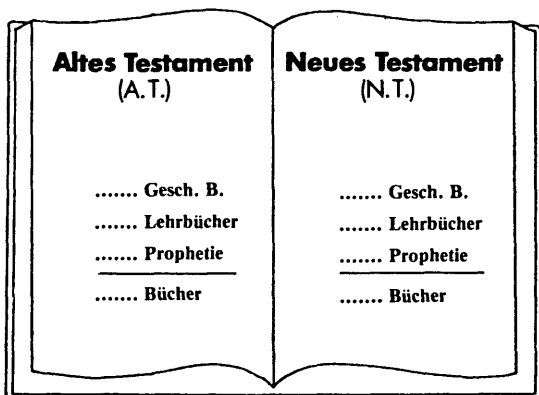 Altes Testament
(A.T.)
....... Gesch. B.
....... Lehrbücher
....... Prophetie
....... Bücher
Neues Testament
(N.T.)
....... Gesch. B.
....... Lehrbücher
....... Prophetie
....... Bücher